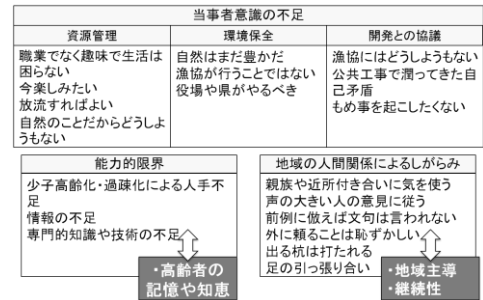 当事者意識の不足
資源管理
職業でなく趣味で生活は
困らない
今楽しみたい
放流すればよい
自然のことだからどうしよ
うもない
環境保全
自然はまだ豊かだ
漁協が行うことではない
役場や県がやるべき
開発との協議
漁協にはどうしようもない
公共工事で潤ってきた自
己矛盾
もめ事を起こしたくない
能力的限界
少子高齢化・過疎化による人手不
足
情報の不足
専門的知識や技術の不足
・高齢者の
記憶や知恵
地域の人間関係によるしがらみ
親族や近所付き合いに気を使う
声の大きい人の意見に従う
前例に倣えば文句は言われない
外に頼ることは恥ずかしい
出る杭は打たれる
足の引っ張り合い
・地域主導
・継続性